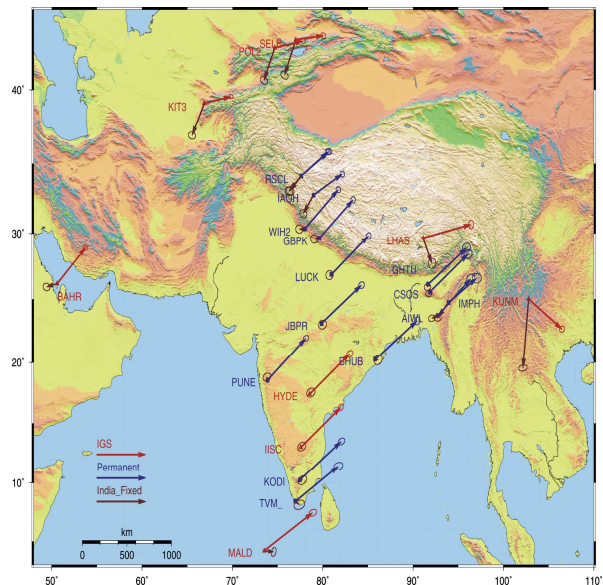 POL2
SELE
40˚
KIT3
RSCL
IAOH
WIH2
30˚
GBPK
LHAS
GHTU
LUCK
CSOS
BAHR
IMPH
KUNM
JBPR
AIWL
20˚
BHUB
PUNE
HYDE
IGS
IISC
Permanent
10˚
India_Fixed
KODI
TVM_
km
0 500 1000
MALD
50˚ 60˚ 70˚ 80˚ 90˚ 100˚ 110˚